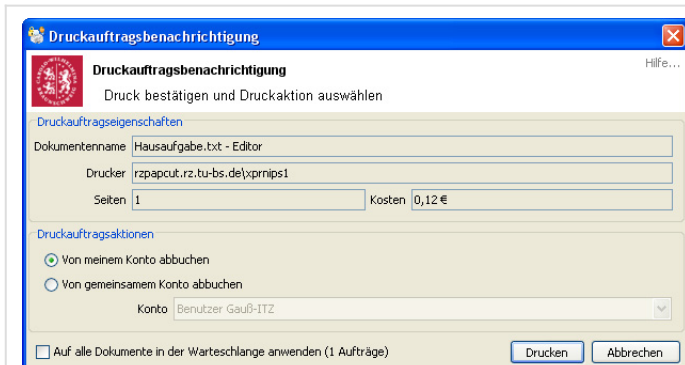 Druckauftragsbenachrichtigung
Hilfe...
Druckauftragsbenachrichtigung
Druck bestätigen und Druckaktion auswählen
Druckauftragseigenschaften
Dokumentenname Hausaufgabe.txt - Editor
Drucker rzpapcut.rz.tu-bs.de\xprnips1
Seiten 1 Kosten 0,12 €
Druckauftragsaktionen
Von meinem Konto abbuchen
Von gemeinsamem Konto abbuchen
Konto Benutzer Gauß-ITZ
Auf alle Dokumente in der Warteschlange anwenden (1 Aufträge) Drucken Abbrechen